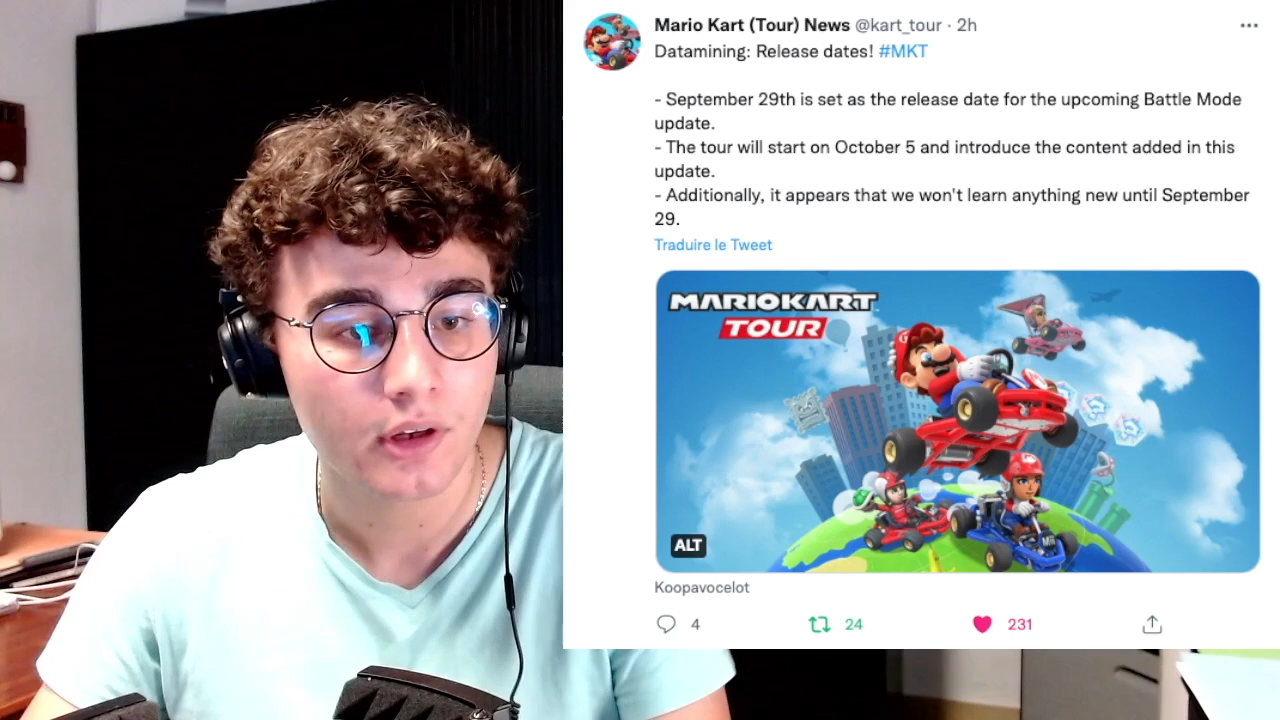 Mario Kart (Tour) News @kart_tour · 2h
Datamining: Release dates! #MKT
- September 29th is set as the release date for the upcoming Battle Mode
update.
- The tour will start on October 5 and introduce the content added in this
update.
- Additionally, it appears that we won't learn anything new until September
29.
Traduire le Tweet
MARIOKART
TOUR
ALT
Koopavocelot
4 24 231